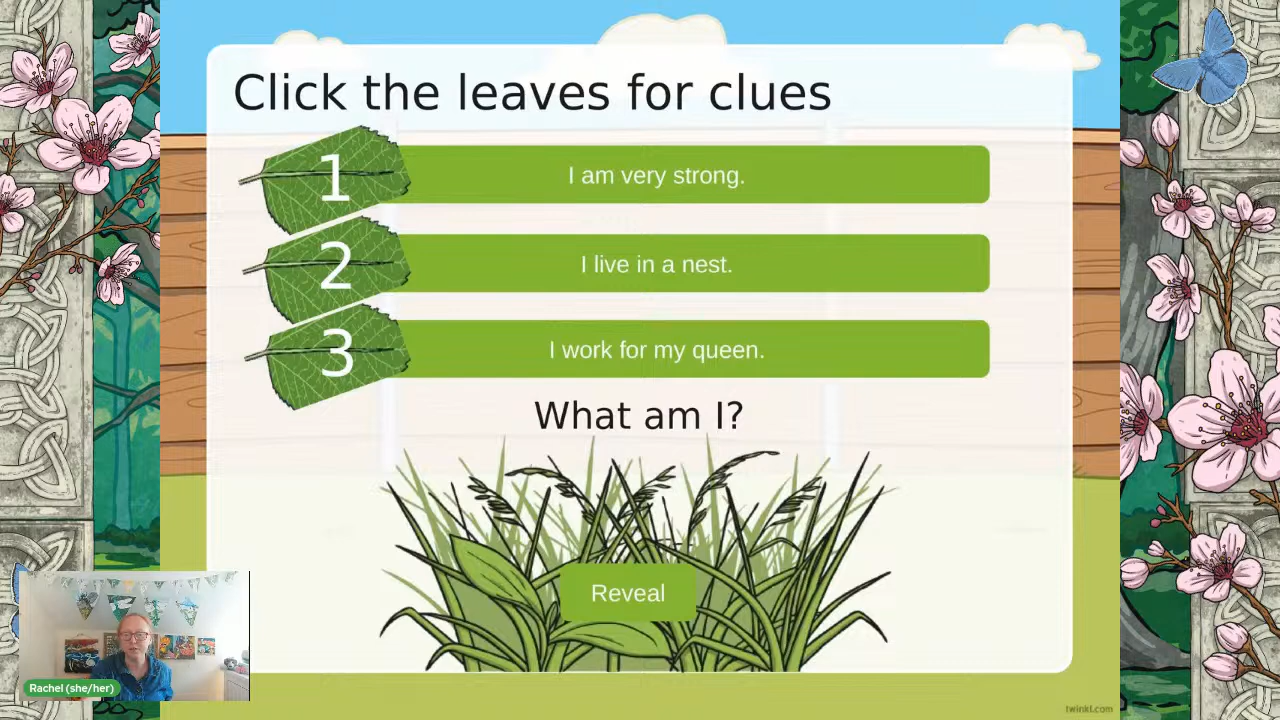 Click the leaves for clues
1
I am very strong.
2
I live in a nest.
3
I work for my queen.
What am I?
Reveal
Rachel (she/her)
twinkl.com